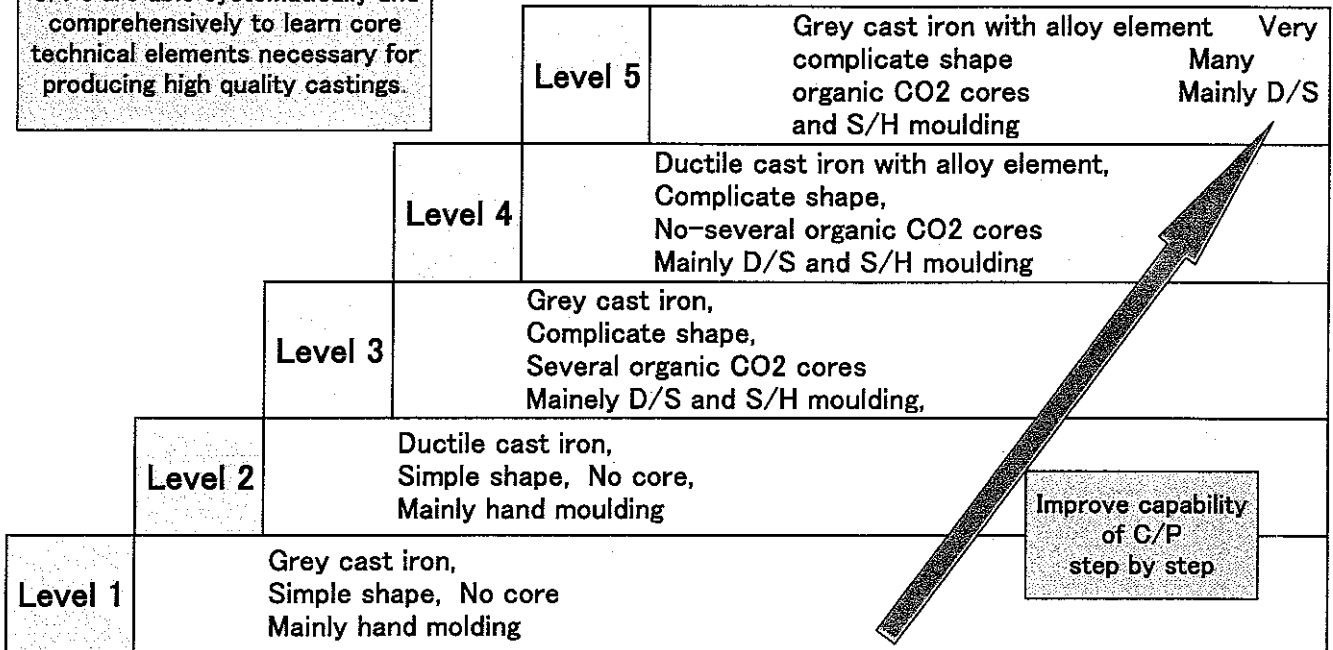 comprehensively to learn core
technical elements necessary for
producing high quality castings.
Level 5
Grey cast iron with alloy element Very
complicate shape Many
organic CO2 cores Mainly D/S
and S/H moulding
Level 4
Ductile cast iron with alloy element,
Complicate shape,
No-several organic CO2 cores
Mainly D/S and S/H moulding
Level 3
Grey cast iron,
Complicate shape,
Several organic CO2 cores
Mainely D/S and S/H moulding,
Level 2
Ductile cast iron,
Simple shape, No core,
Mainly hand moulding
Improve capability
of C/P
step by step
Level 1
Grey cast iron,
Simple shape, No core
Mainly hand molding